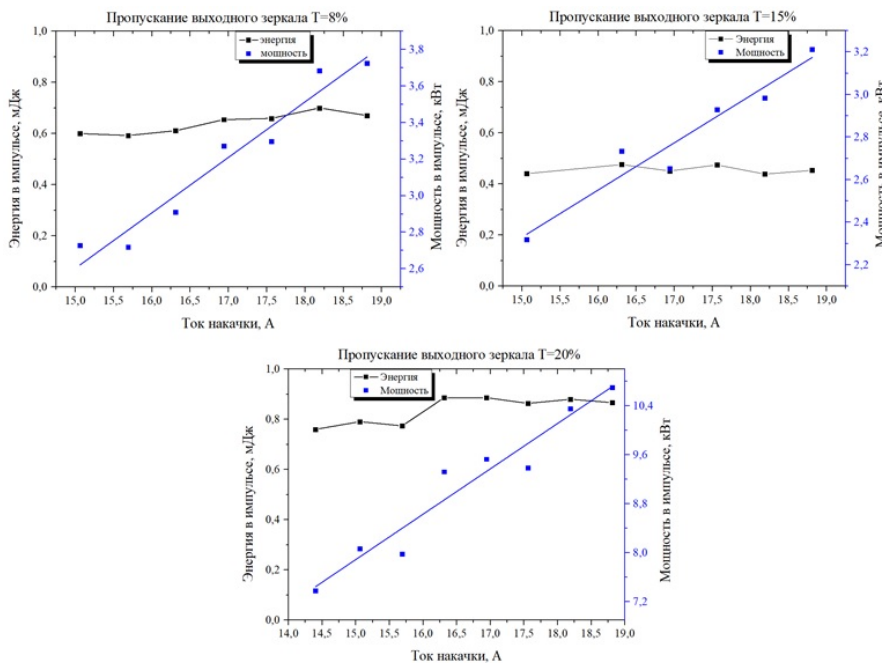 Пропускание выходного зеркала T=8%
энергия
мощность
Энергия в импульсе, мДж
1,0
0,8
0,6
0,4
0,2
0,0
3,8
3,6
3,4
3,2
3,0
2,8
2,6
Мощность в импульсе, кВт
15,0 15,5 16,0 16,5 17,0 17,5 18,0 18,5 19,0
Ток накачки, А
Пропускание выходного зеркала T=15%
Энергия
Мощность
Энергия в импульсе, мДж
1,0
0,8
0,6
0,4
0,2
0,0
3,2
3,0
2,8
2,6
2,4
2,2
Мощность в импульсе, кВт
15,0 15,5 16,0 16,5 17,0 17,5 18,0 18,5 19,0
Ток накачки, А
Пропускание выходного зеркала T=20%
Энергия
Мощность
Энергия в импульсе, мДж
1,0
0,8
0,6
0,4
0,2
0,0
10,4
9,6
8,8
8,0
7,2
Мощность в импульсе, кВт
14,0 14,5 15,0 15,5 16,0 16,5 17,0 17,5 18,0 18,5 19,0
Ток накачки, А